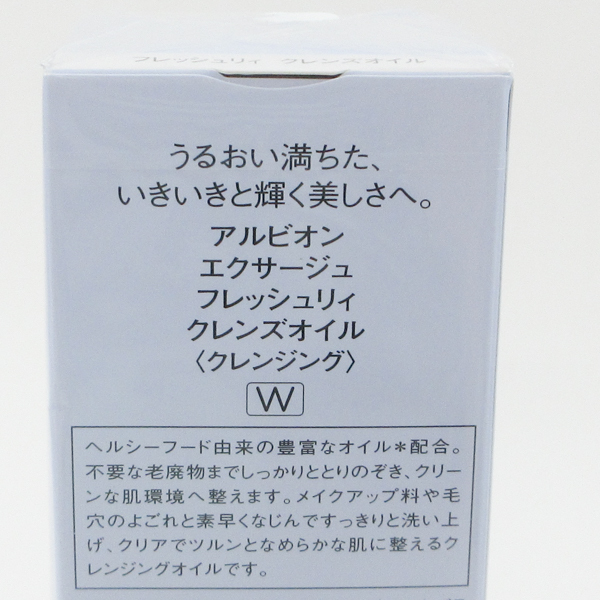 フレッシュリィ クレンズオイル
うるおい満ちた、
いきいきと輝く美しさへ。
アルビオン
エクサージュ
フレッシュリィ
クレンズオイル
〈クレンジング〉
W
ヘルシーフード由来の豊富なオイル＊配合。
不要な老廃物までしっかりととりのぞき、クリー
ンな肌環境へ整えます。メイクアップ料や毛
穴のよごれと素早くなじんですっきりと洗い上
げ、クリアでツルンとなめらかな肌に整えるク
レンジングオイルです。